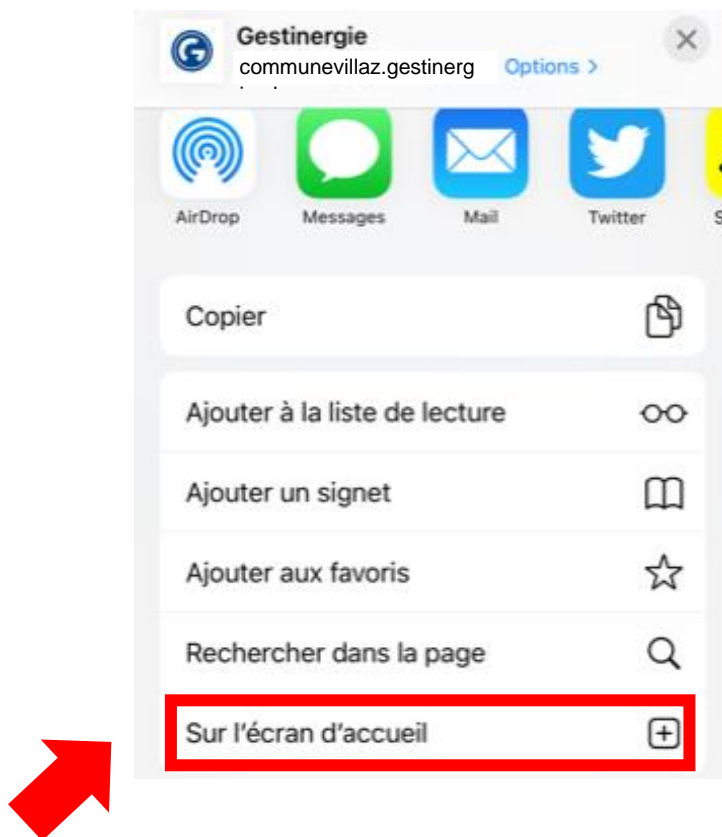 Gestinergie
communevillaz.gestinerg
Options >
AirDrop
Messages
Mail
Twitter
S
Copier
Ajouter à la liste de lecture
Ajouter un signet
Ajouter aux favoris
Rechercher dans la page
Sur l'écran d'accueil